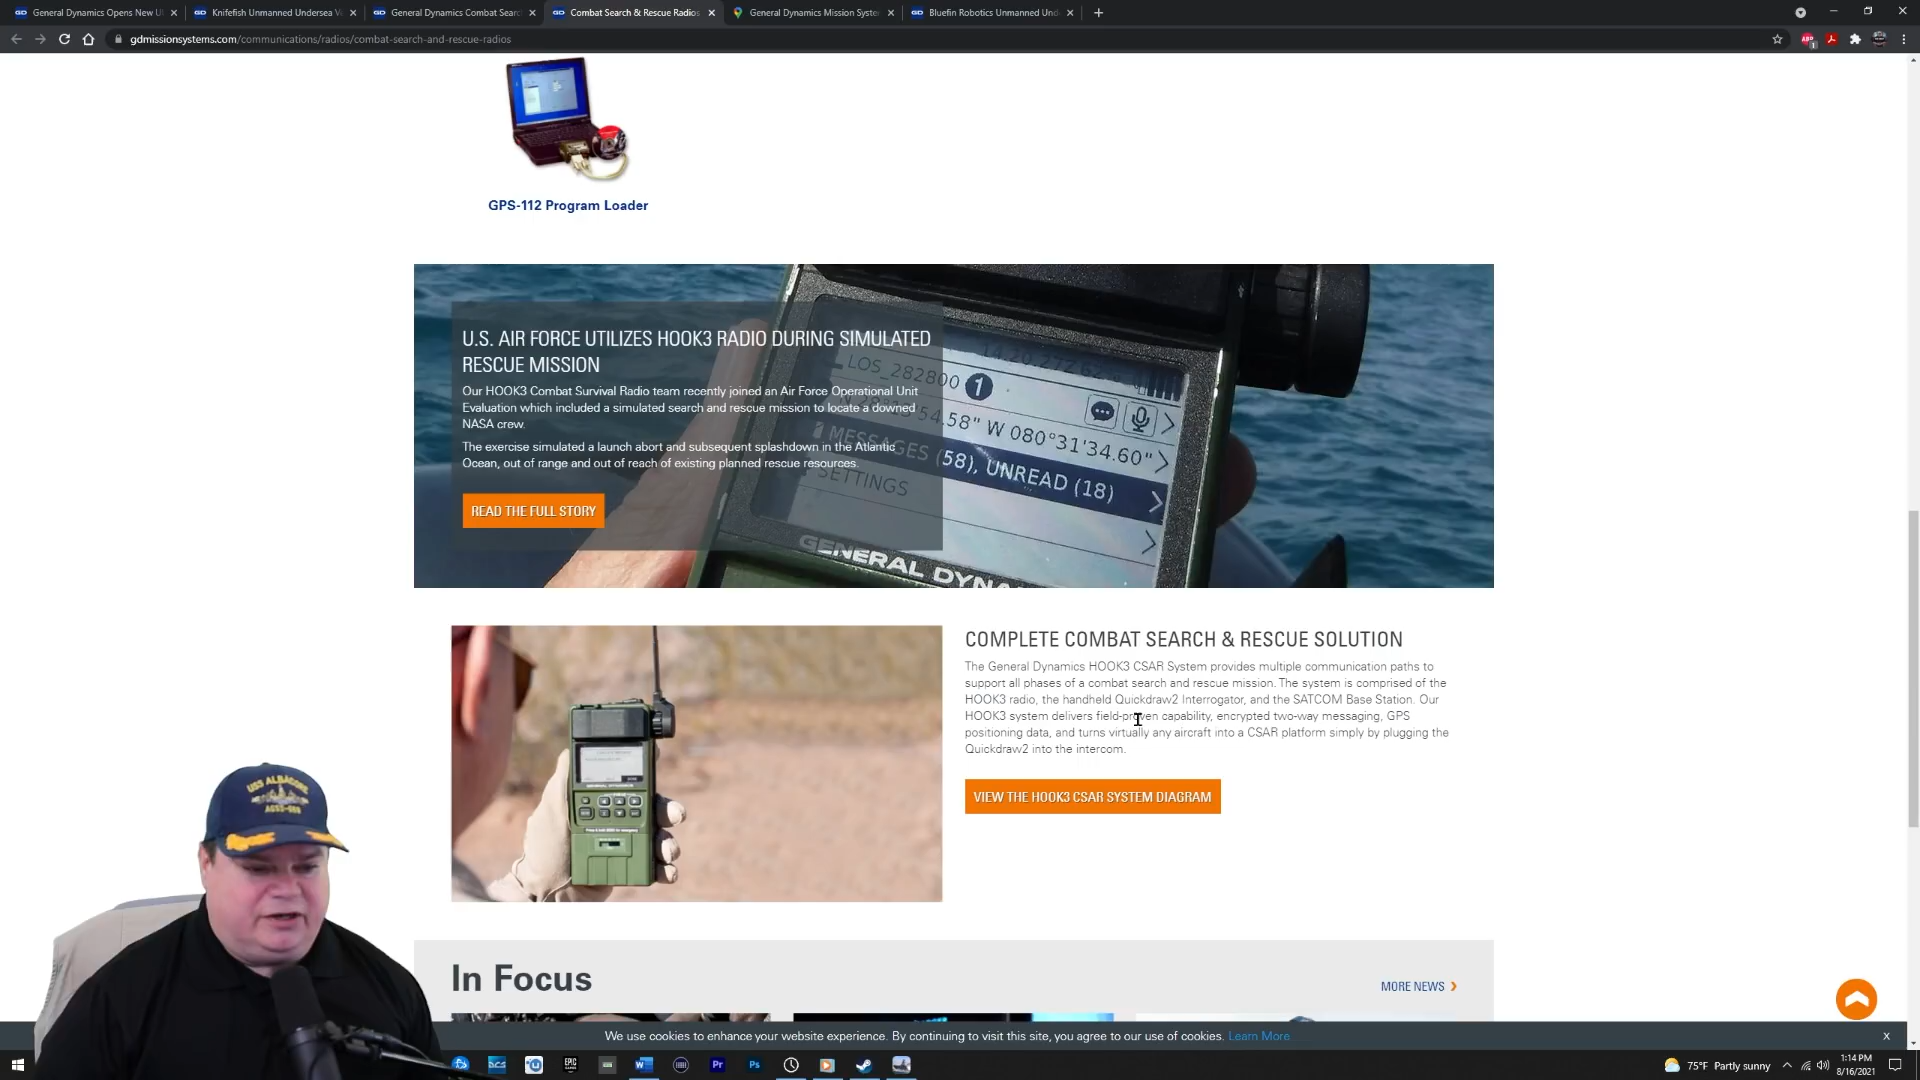 General Dynamics Opens New U
Knifefish Unmanned Undersea V
General Dynamics Combat Searc
Combat Search & Rescue Radios
General Dynamics Mission Syste
Bluefin Robotics Unmanned Und
gdmissionsystems.com/communications/radios/combat-search-and-rescue-radios
GPS-112 Program Loader
U.S. AIR FORCE UTILIZES HOOK3 RADIO DURING SIMULATED
RESCUE MISSION
Our HOOK3 Combat Survival Radio team recently joined an Air Force Operational Unit
Evaluation which included a simulated search and rescue mission to locate a downed
NASA crew.
The exercise simulated a launch abort and subsequent splashdown in the Atlantic
Ocean, out of range and out of reach of existing planned rescue resources.
READ THE FULL STORY
LOS_282800 1
54.58" W 080°31'34.60"
MESSAGES (58), UNREAD (18)
SETTINGS
GENERAL DYNA
COMPLETE COMBAT SEARCH & RESCUE SOLUTION
The General Dynamics HOOK3 CSAR System provides multiple communication paths to
support all phases of a combat search and rescue mission. The system is comprised of the
HOOK3 radio, the handheld Quickdraw2 Interrogator, and the SATCOM Base Station. Our
HOOK3 system delivers field-proven capability, encrypted two-way messaging, GPS
positioning data, and turns virtually any aircraft into a CSAR platform simply by plugging the
Quickdraw2 into the intercom.
VIEW THE HOOK3 CSAR SYSTEM DIAGRAM
GENERAL DYNAMICS
USS ALBACORE
AGSS-569
In Focus
MORE NEWS
We use cookies to enhance your website experience. By continuing to visit this site, you agree to our use of cookies. Learn More
x
75°F Partly sunny
1:14 PM
8/16/2021